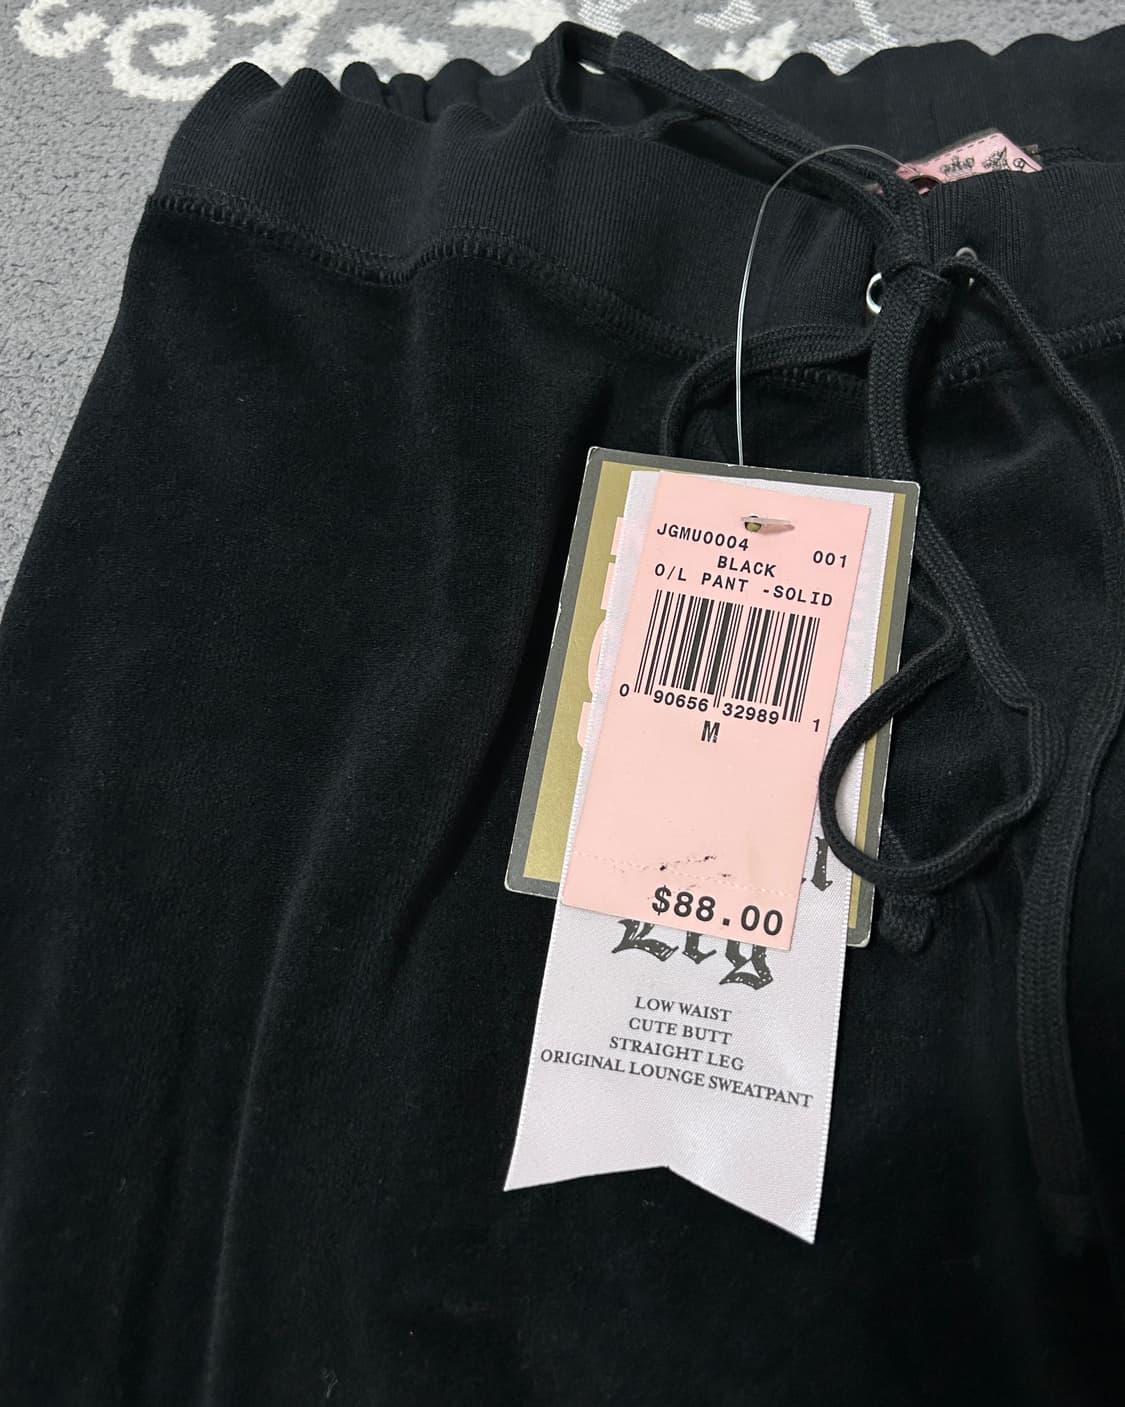 JGMU0004 001
BLACK
O/L PANT -SOLID
0 90656 32989 1
M
$88.00
Leg
LOW WAIST
CUTE BUTT
STRAIGHT LEG
ORIGINAL LOUNGE SWEATPANT